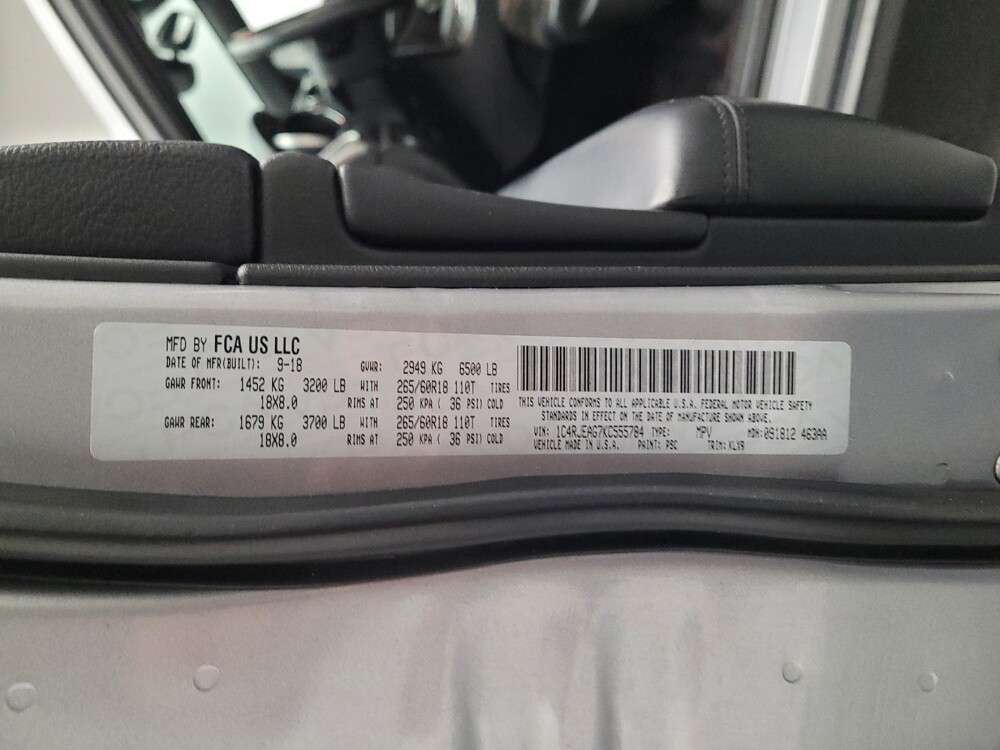 MFD BY FCA US LLC
DATE OF MFR(BUILT): 9-18 GVWR: 2949 KG 6500 LB
GAWR FRONT: 1452 KG 3200 LB WITH 265/60R18 110T TIRES
18X8.0 RIMS AT 250 KPA ( 36 PSI) COLD
GAWR REAR: 1679 KG 3700 LB WITH 265/60R18 110T TIRES
18X8.0 RIMS AT 250 KPA ( 36 PSI) COLD
THIS VEHICLE CONFORMS TO ALL APPLICABLE U.S.A. FEDERAL MOTOR VEHICLE SAFETY
STANDARDS IN EFFECT ON THE DATE OF MANUFACTURE SHOWN ABOVE.
VIN: 1C4RJEAG7KC555784 TYPE: MPV MDH:091812 463AA
VEHICLE MADE IN U.S.A. PAINT: PSC TRIM: KLX9